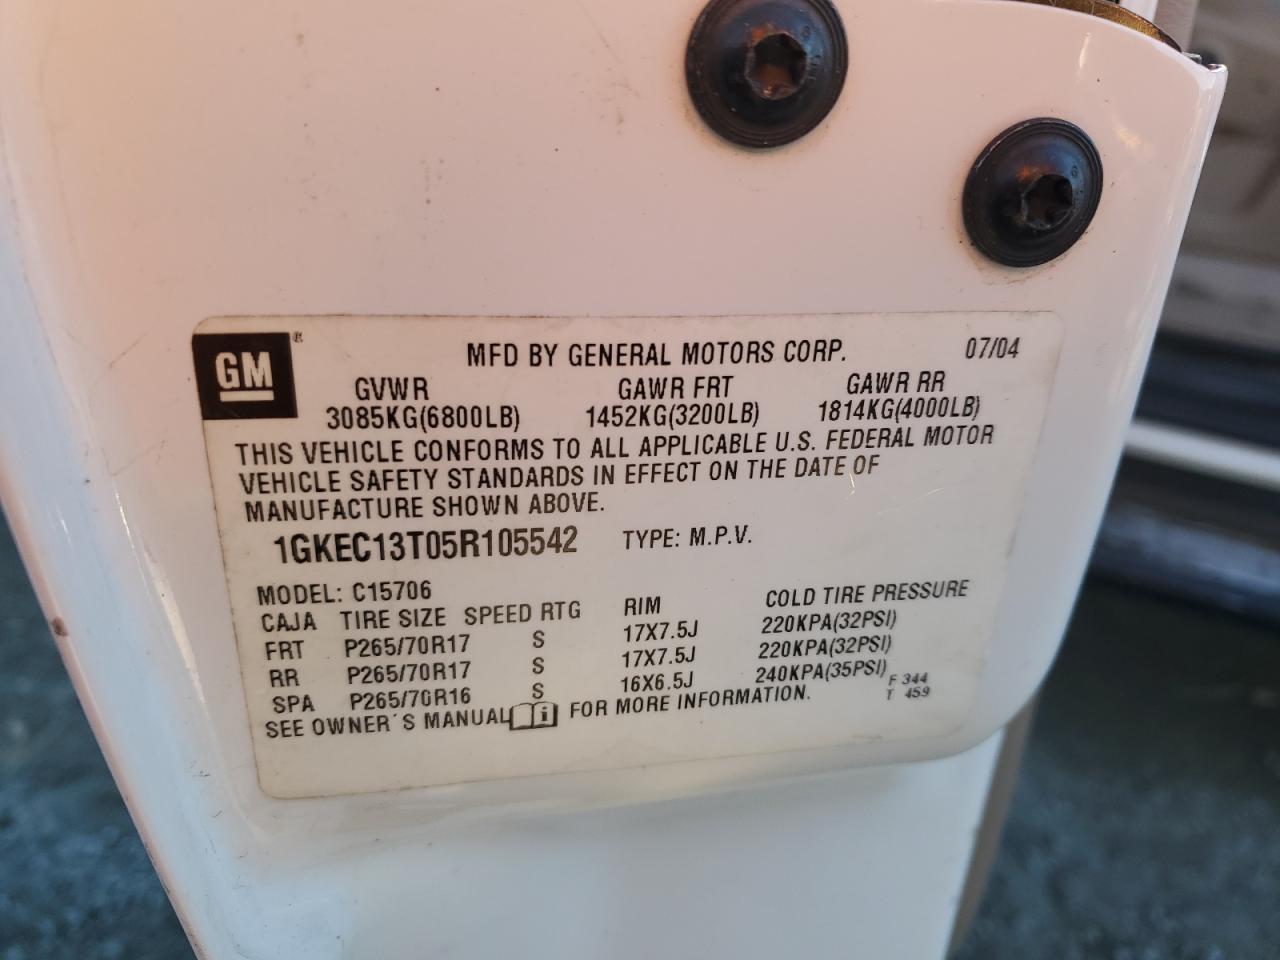 GM ®
MFD BY GENERAL MOTORS CORP. 07/04
GVWR GAWR FRT GAWR RR
3085KG(6800LB) 1452KG(3200LB) 1814KG(4000LB)
THIS VEHICLE CONFORMS TO ALL APPLICABLE U.S. FEDERAL MOTOR
VEHICLE SAFETY STANDARDS IN EFFECT ON THE DATE OF
MANUFACTURE SHOWN ABOVE.
1GKEC13T05R105542 TYPE: M.P.V.
MODEL: C15706
CAJA TIRE SIZE SPEED RTG RIM COLD TIRE PRESSURE
FRT P265/70R17 S 17X7.5J 220KPA(32PSI)
RR P265/70R17 S 17X7.5J 220KPA(32PSI)
SPA P265/70R16 S 16X6.5J 240KPA(35PSI)
SEE OWNER'S MANUAL i FOR MORE INFORMATION.
F 344
T 459